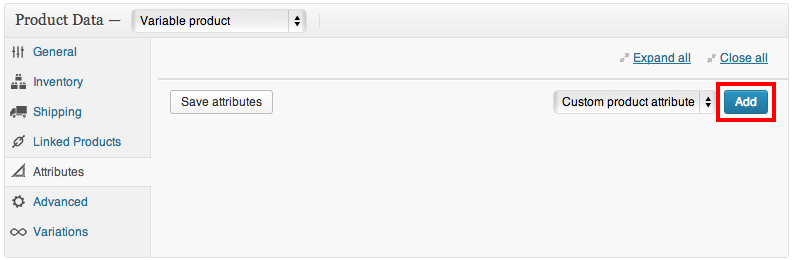 Product Data — Variable product
General
Expand all Close all
Inventory
Save attributes Custom product attribute Add
Shipping
Linked Products
Attributes
Advanced
Variations